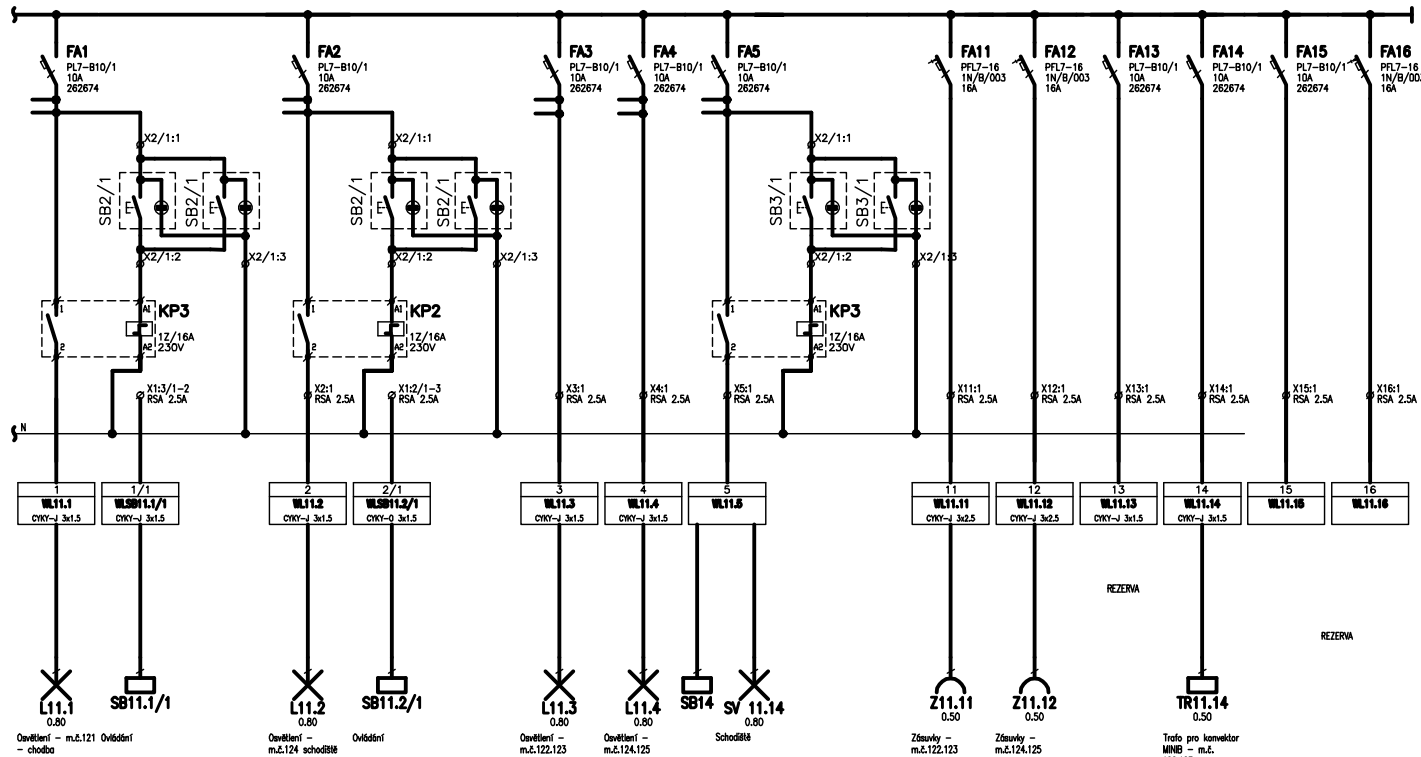 FA1
PL7-B10/1
10A
262674
FA2
PL7-B10/1
10A
262674
FA3
PL7-B10/1
10A
262674
FA4
PL7-B10/1
10A
262674
FA5
PL7-B10/1
10A
262674
FA11
PFL7-16
1N/B/003
16A
FA12
PFL7-16
1N/B/003
16A
FA13
PL7-B10/1
10A
262674
FA14
PL7-B10/1
10A
262674
FA15
PL7-B10/1
10A
262674
FA16
PFL7-16
16A
X2/1:1
X2/1:1
X2/1:1
SB2/1
SB2/1
SB2/1
SB2/1
SB3/1
SB3/1
X2/1:2
X2/1:3
X2/1:2
X2/1:3
X2/1:2
X2/1:3
1
2
A1
A2
KP3
1Z/16A
230V
1
2
A1
A2
KP2
1Z/16A
230V
1
2
A1
A2
KP3
1Z/16A
230V
X1:3/1-2
RSA 2.5A
X2:1
RSA 2.5A
X1:2/1-3
RSA 2.5A
X3:1
RSA 2.5A
X4:1
RSA 2.5A
X5:1
RSA 2.5A
X11:1
RSA 2.5A
X12:1
RSA 2.5A
X13:1
RSA 2.5A
X14:1
RSA 2.5A
X15:1
RSA 2.5A
X16:1
RSA 2.5A
N
1
WL11.1
CYKY-J 3x1.5
1/1
WLSB11.1/1
CYKY-J 3x1.5
2
WL11.2
CYKY-J 3x1.5
2/1
WLSB11.2/1
CYKY-O 3x1.5
3
WL11.3
CYKY-J 3x1.5
4
WL11.4
CYKY-J 3x1.5
5
WL11.5
11
WL11.11
CYKY-J 3x2.5
12
WL11.12
CYKY-J 3x2.5
13
WL11.13
CYKY-J 3x1.5
14
WL11.14
CYKY-J 3x1.5
15
WL11.15
16
WL11.16
REZERVA
REZERVA
L11.1
0.80
Osvětlení - m.č.121
- chodba
SB11.1/1
Ovládání
L11.2
0.80
Osvětlení -
m.č.124 schodiště
SB11.2/1
Ovládání
L11.3
0.80
Osvětlení -
m.č.122.123
L11.4
0.80
Osvětlení -
m.č.124.125
SB14
SV 11.14
0.80
Schodiště
Z11.11
0.50
Zásuvky -
m.č.122.123
Z11.12
0.50
Zásuvky -
m.č.124.125
TR11.14
0.50
Trafo pro konvektor
MINIB - m.č.